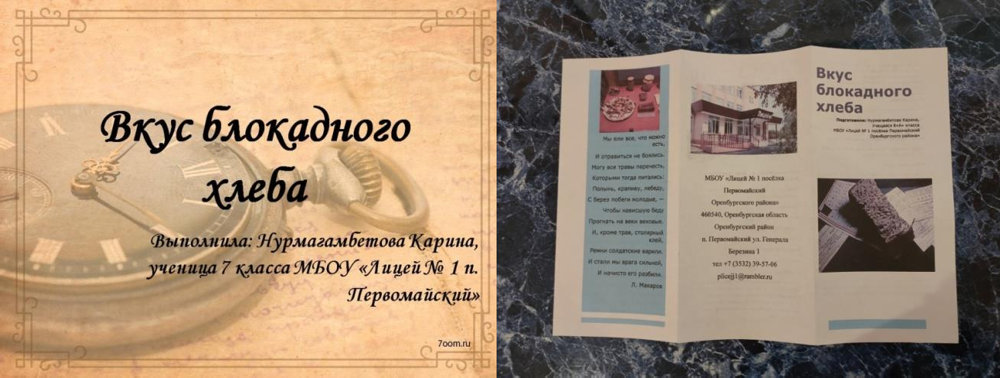 Вкус блокадного
хлеба
Выполнила: Нурмагамбетова Карина,
ученица 7 класса МБОУ «Лицей № 1 п.
Первомайский»
7oom.ru
Мы ели все, что можно
есть,
И отравиться не боялись.
Могу все травы перечесть,
Которыми тогда питались:
Полынь, крапиву, лебеду,
С берез побеги молодые, —
Чтобы нависшую беду
Прогнать на веки вековые.
И, кроме трав, столярный
клей,
Ремни солдатские варили.
И стали мы врага сильней,
И начисто его разбили.
Л. Макаров
МБОУ «Лицей № 1 посёлка
Первомайский
Оренбургского района»
460540, Оренбургская область
Оренбургский район
п. Первомайский ул. Генерала
Березина 1
тел +7 (3532) 39-57-06
plicejj1@rambler.ru
Вкус
блокадного
хлеба
Подготовила: Нурмагамбетова Карина,
Учащаяся 8«А» класса
МБОУ «Лицей № 1 посёлка Первомайский
Оренбургского района»